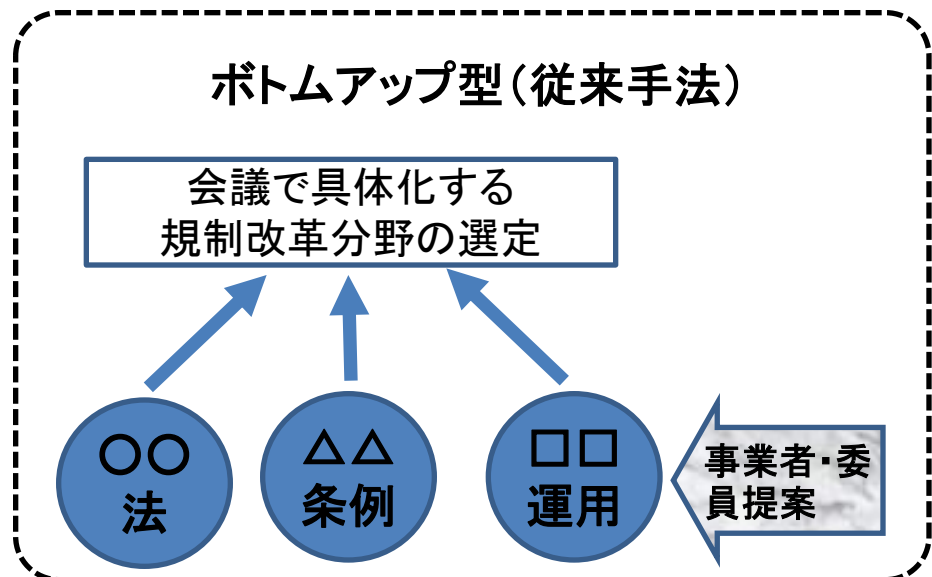 ボトムアップ型(従来手法)
会議で具体化する
規制改革分野の選定
○○
法
△△
条例
□□
運用
事業者・委
員提案